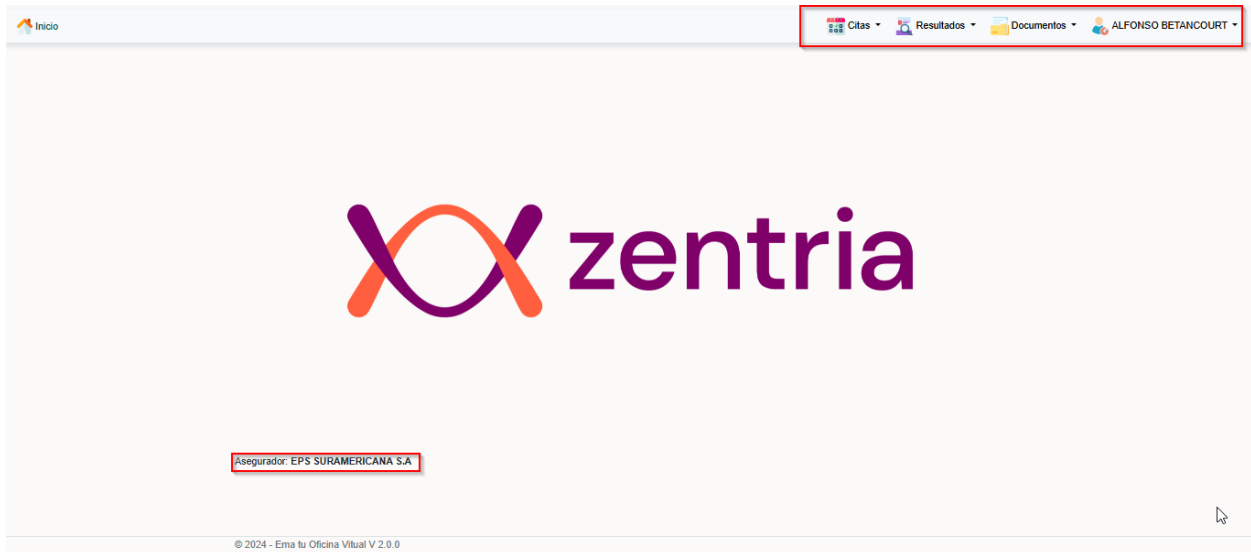 Inicio
Citas
Resultados
Documentos
ALFONSO BETANCOURT
zentria
Asegurador: EPS SURAMERICANA S.A
© 2024 - Ema tu Oficina Vitual V 2.0.0